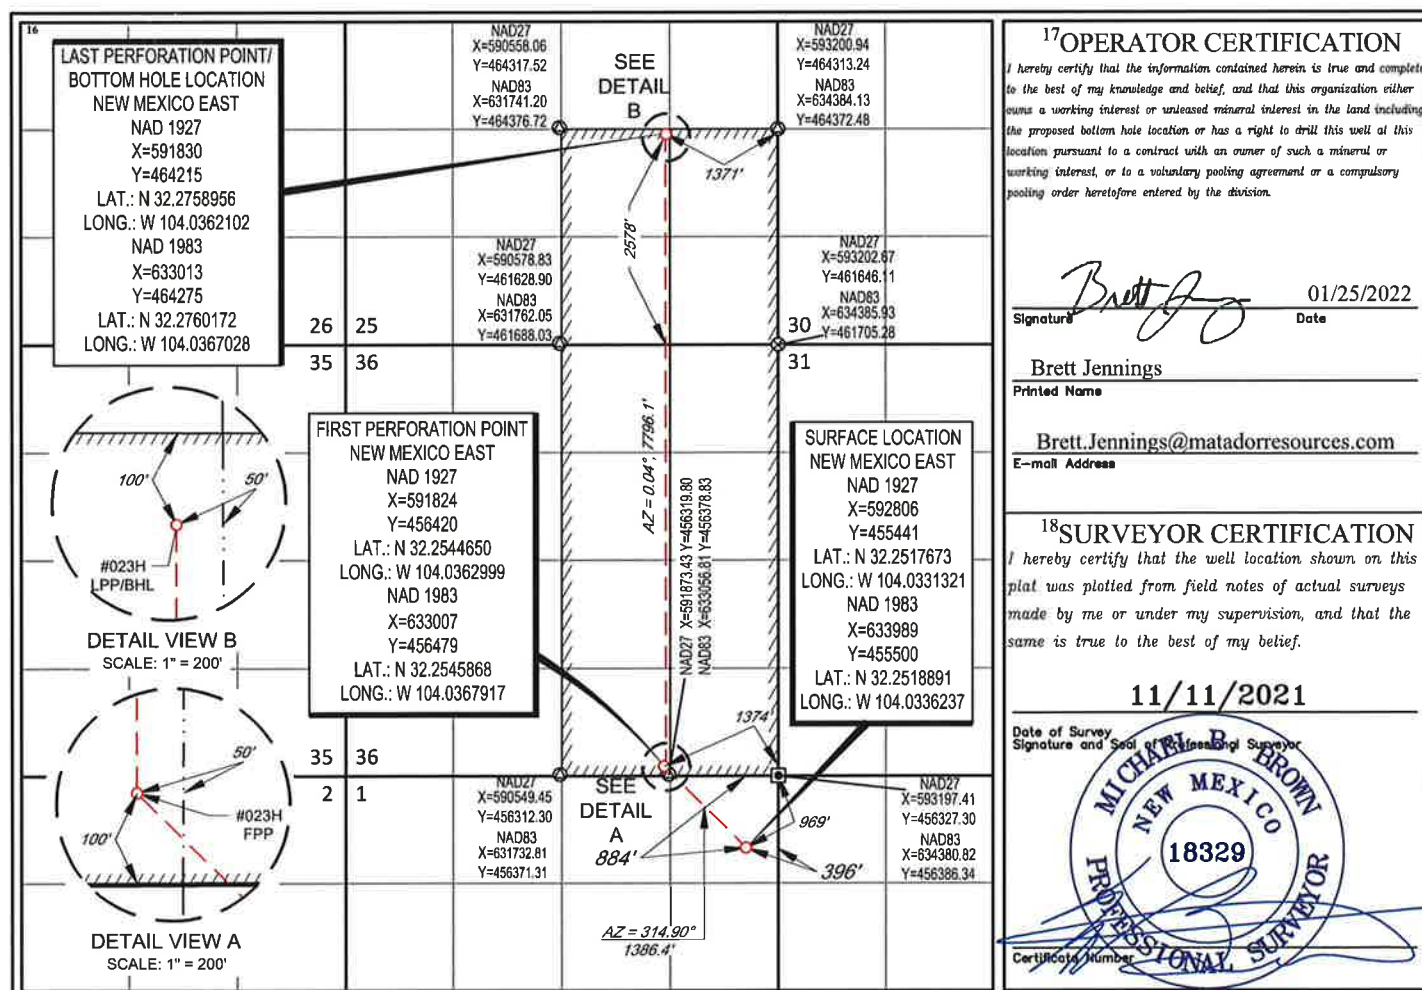 16
LAST PERFORATION POINT/
BOTTOM HOLE LOCATION
NEW MEXICO EAST
NAD 1927
X=591830
Y=464215
LAT.: N 32.2758956
LONG.: W 104.0362102
NAD 1983
X=633013
Y=464275
LAT.: N 32.2760172
LONG.: W 104.0367028
NAD27
X=590558.06
Y=464317.52
NAD83
X=631741.20
Y=464376.72
SEE
DETAIL
B
NAD27
X=593200.94
Y=464313.24
NAD83
X=634384.13
Y=464372.48
1371'
2578'
NAD27
X=590578.83
Y=461628.90
NAD83
X=631762.05
Y=461688.03
NAD27
X=593202.67
Y=461646.11
NAD83
X=634385.93
Y=461705.28
26 25
35 36
30
31
100'
50'
#023H
LPP/BHL
DETAIL VIEW B
SCALE: 1" = 200'
FIRST PERFORATION POINT
NEW MEXICO EAST
NAD 1927
X=591824
Y=456420
LAT.: N 32.2544650
LONG.: W 104.0362999
NAD 1983
X=633007
Y=456479
LAT.: N 32.2545868
LONG.: W 104.0367917
AZ = 0.04°, 7796.1'
NAD27 X=591873.43 Y=456319.80
NAD83 X=633056.81 Y=456378.83
SURFACE LOCATION
NEW MEXICO EAST
NAD 1927
X=592806
Y=455441
LAT.: N 32.2517673
LONG.: W 104.0331321
NAD 1983
X=633989
Y=455500
LAT.: N 32.2518891
LONG.: W 104.0336237
50'
#023H
FPP
100'
DETAIL VIEW A
SCALE: 1" = 200'
35 36
2 1
1374'
NAD27
X=590549.45
Y=456312.30
NAD83
X=631732.81
Y=456371.31
SEE
DETAIL
A
884'
969'
396'
NAD27
X=593197.41
Y=456327.30
NAD83
X=634380.82
Y=456386.34
AZ = 314.90°
1386.4'
17OPERATOR CERTIFICATION
I hereby certify that the information contained herein is true and complete
to the best of my knowledge and belief, and that this organization either
owns a working interest or unleased mineral interest in the land including
the proposed bottom hole location or has a right to drill this well at this
location pursuant to a contract with an owner of such a mineral or
working interest, or to a voluntary pooling agreement or a compulsory
pooling order heretofore entered by the division.
01/25/2022
Signature Date
Brett Jennings
Printed Name
Brett.Jennings@matadorresources.com
E-mail Address
18SURVEYOR CERTIFICATION
I hereby certify that the well location shown on this
plat was plotted from field notes of actual surveys
made by me or under my supervision, and that the
same is true to the best of my belief.
11/11/2021
Date of Survey
Signature and Seal of Professional Surveyor
MICHAEL B. BROWN
NEW MEXICO
18329
PROFESSIONAL SURVEYOR
Certificate Number